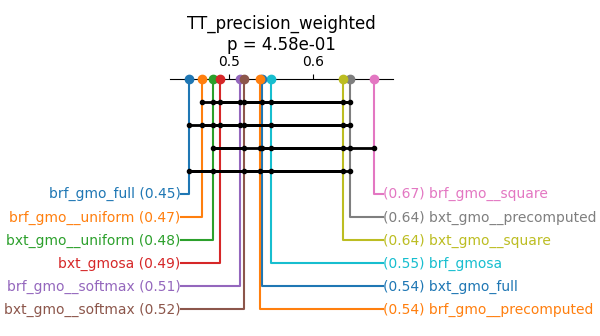 TT_precision_weighted
p = 4.58e-01
0.5 0.6
brf_gmo_full (0.45) (0.67) brf_gmo__square
brf_gmo__uniform (0.47) (0.64) bxt_gmo__precomputed
bxt_gmo__uniform (0.48) (0.64) bxt_gmo__square
bxt_gmosa (0.49) (0.55) brf_gmosa
brf_gmo__softmax (0.51) (0.54) bxt_gmo_full
bxt_gmo__softmax (0.52) (0.54) brf_gmo__precomputed